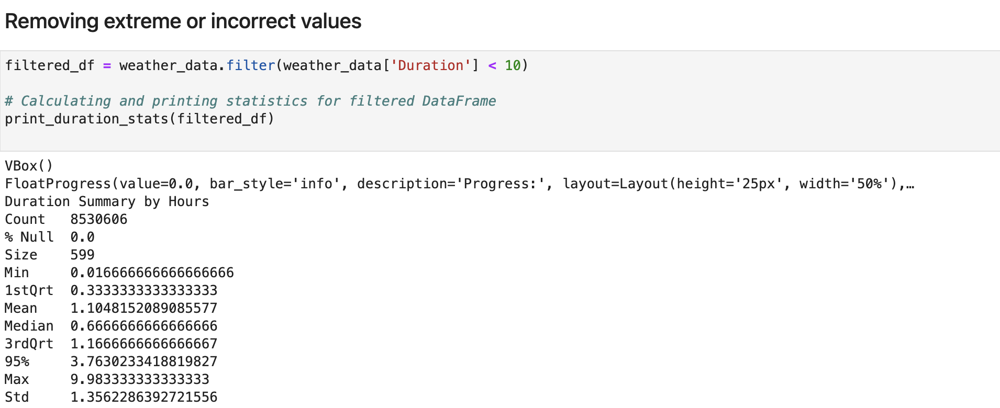 Removing extreme or incorrect values
filtered_df = weather_data.filter(weather_data['Duration'] < 10)
# Calculating and printing statistics for filtered DataFrame
print_duration_stats(filtered_df)
VBox()
FloatProgress(value=0.0, bar_style='info', description='Progress:', layout=Layout(height='25px', width='50%'),…
Duration Summary by Hours
Count   8530606
% Null  0.0
Size    599
Min     0.016666666666666666
1stQrt  0.3333333333333333
Mean    1.1048152089085577
Median  0.6666666666666666
3rdQrt  1.1666666666666667
95%     3.7630233418819827
Max     9.983333333333333
Std     1.3562286392721556